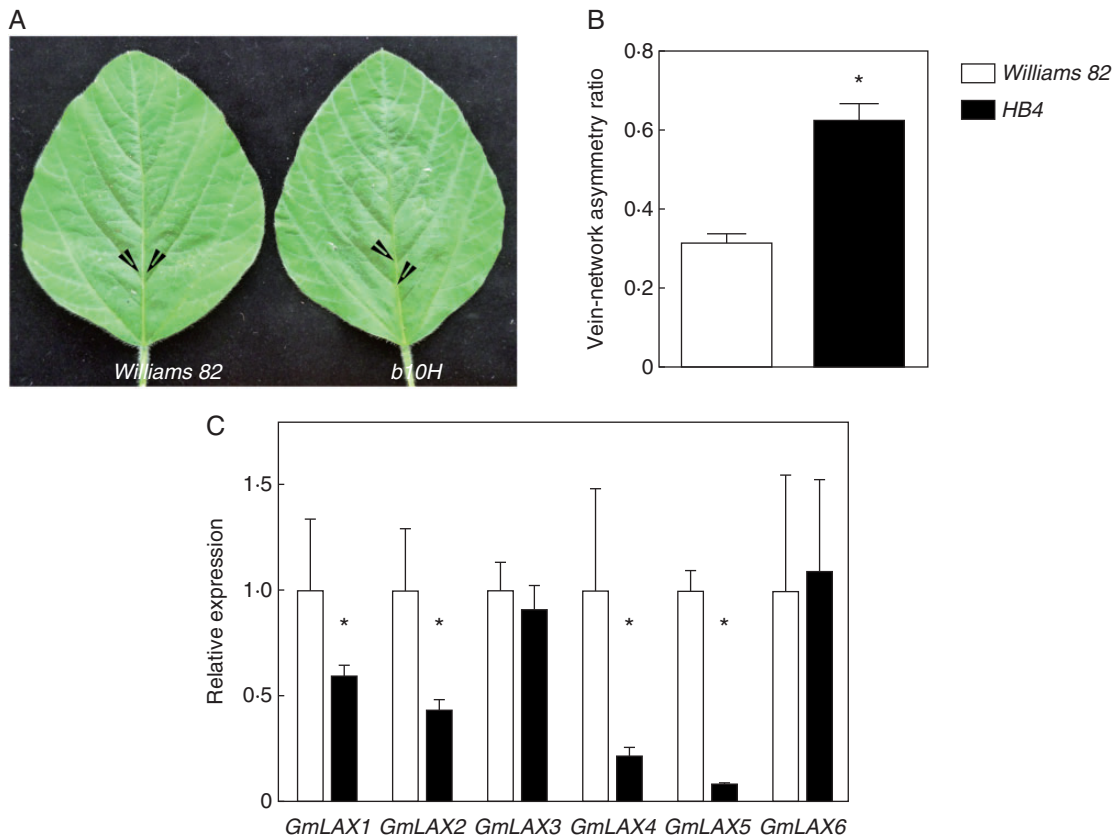 A
Williams 82
b10H
B
Vein-network asymmetry ratio
0·8
0·6
0·4
0·2
0
*
Williams 82
HB4
C
Relative expression
1·5
1·0
0·5
0
* * * *
GmLAX1 GmLAX2 GmLAX3 GmLAX4 GmLAX5 GmLAX6